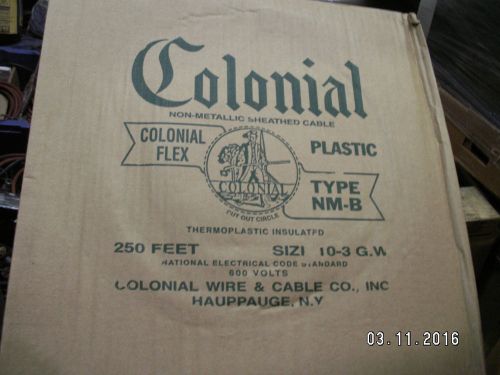 Colonial
NON-METALLIC SHEATHED CABLE
COLONIAL
FLEX
PLASTIC
COLONIAL
TYPE
NM-B
CUT OUT CIRCLE
THERMOPLASTIC INSULATED
250 FEET SIZE 10-3 G.W
NATIONAL ELECTRICAL CODE STANDARD
600 VOLTS
COLONIAL WIRE & CABLE CO., INC
HAUPPAUGE, N.Y
03.11.2016